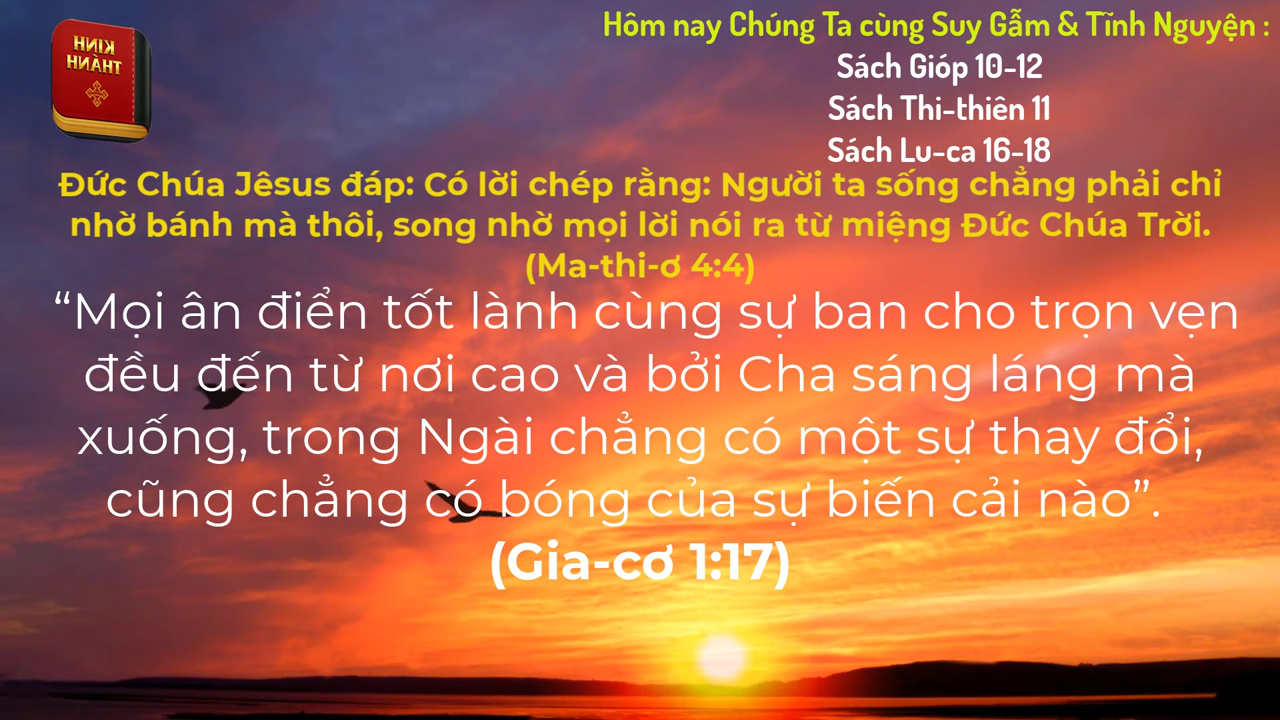 KINH
THÀNH
Hôm nay Chúng Ta cùng Suy Gẫm & Tĩnh Nguyện :
Sách Gióp 10-12
Sách Thi-thiên 11
Sách Lu-ca 16-18
Đức Chúa Jêsus đáp: Có lời chép rằng: Người ta sống chẳng phải chỉ
nhờ bánh mà thôi, song nhờ mọi lời nói ra từ miệng Đức Chúa Trời.
(Ma-thi-ơ 4:4)
“Mọi ân điển tốt lành cùng sự ban cho trọn vẹn
đều đến từ nơi cao và bởi Cha sáng láng mà
xuống, trong Ngài chẳng có một sự thay đổi,
cũng chẳng có bóng của sự biến cải nào”.
(Gia-cơ 1:17)